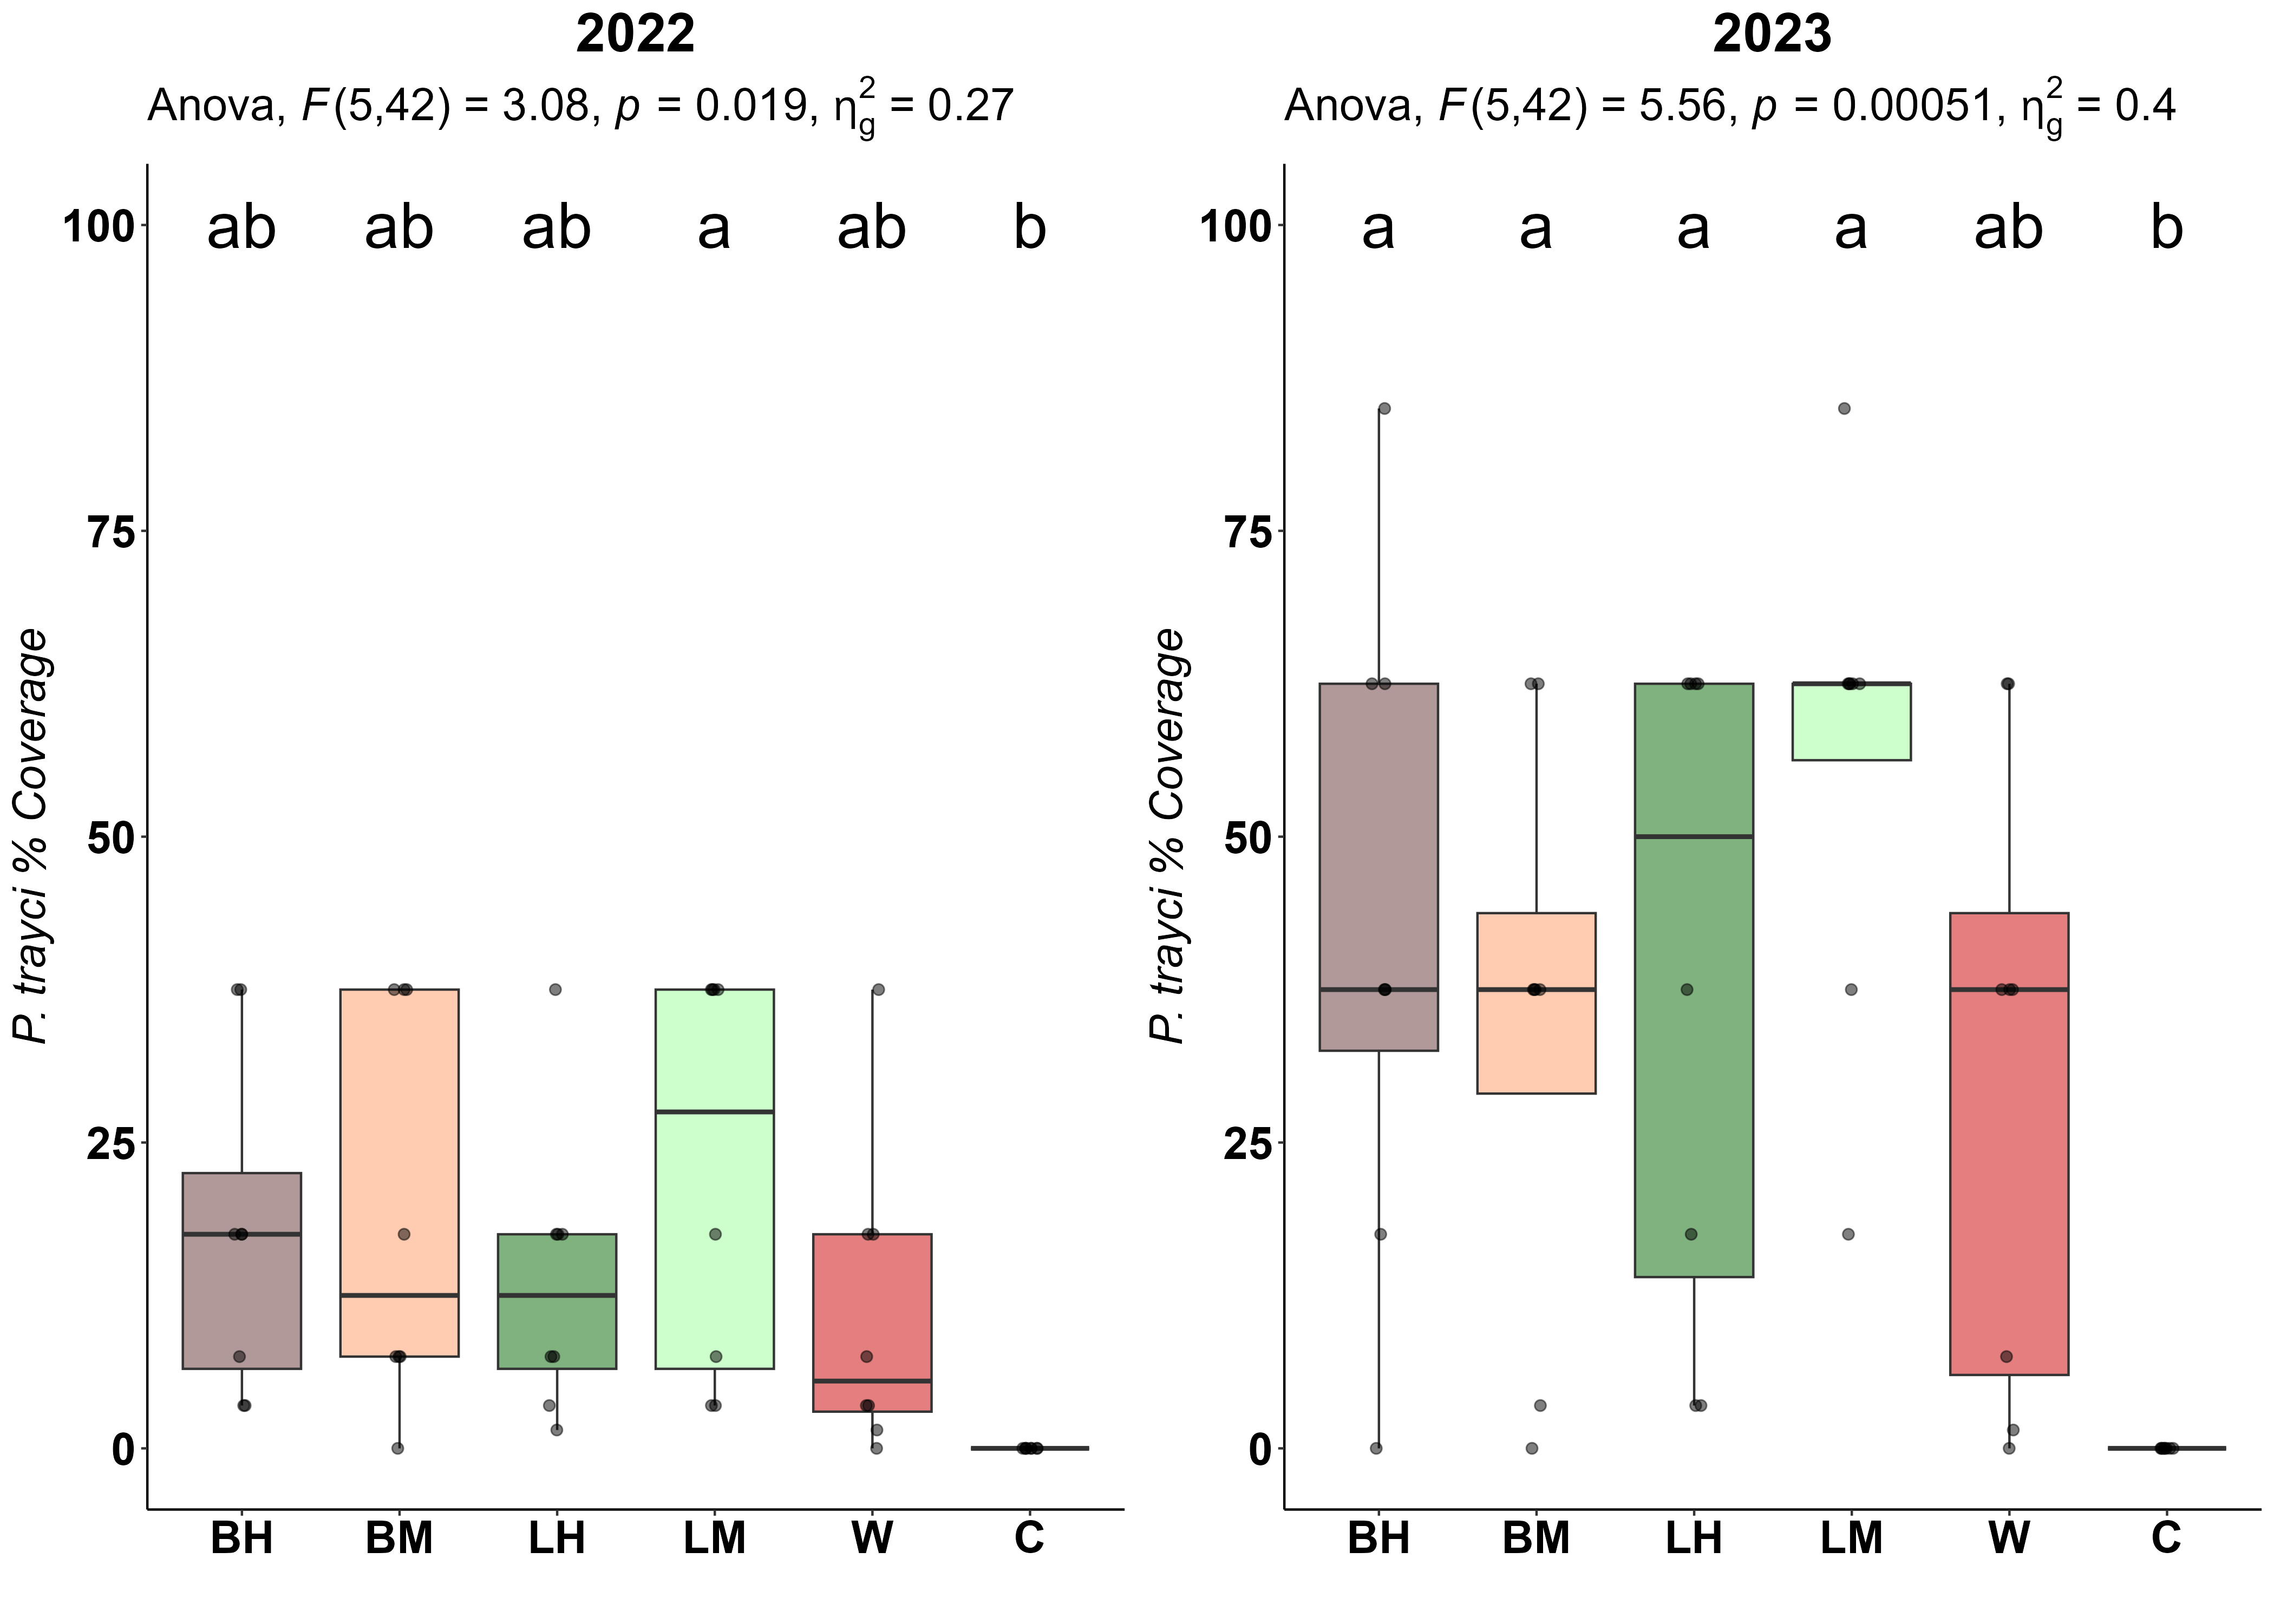 2022
Anova, F(5,42) = 3.08, p = 0.019, η²g = 0.27
100
75
50
25
0
ab ab ab a ab b
P. trayci % Coverage
BH BM LH LM W C
2023
Anova, F(5,42) = 5.56, p = 0.00051, η²g = 0.4
100
75
50
25
0
a a a a ab b
P. trayci % Coverage
BH BM LH LM W C